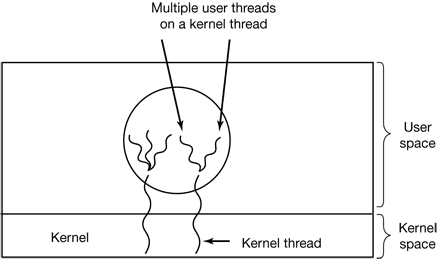 Multiple user threads
on a kernel thread
User
space
Kernel
Kernel thread
Kernel
space